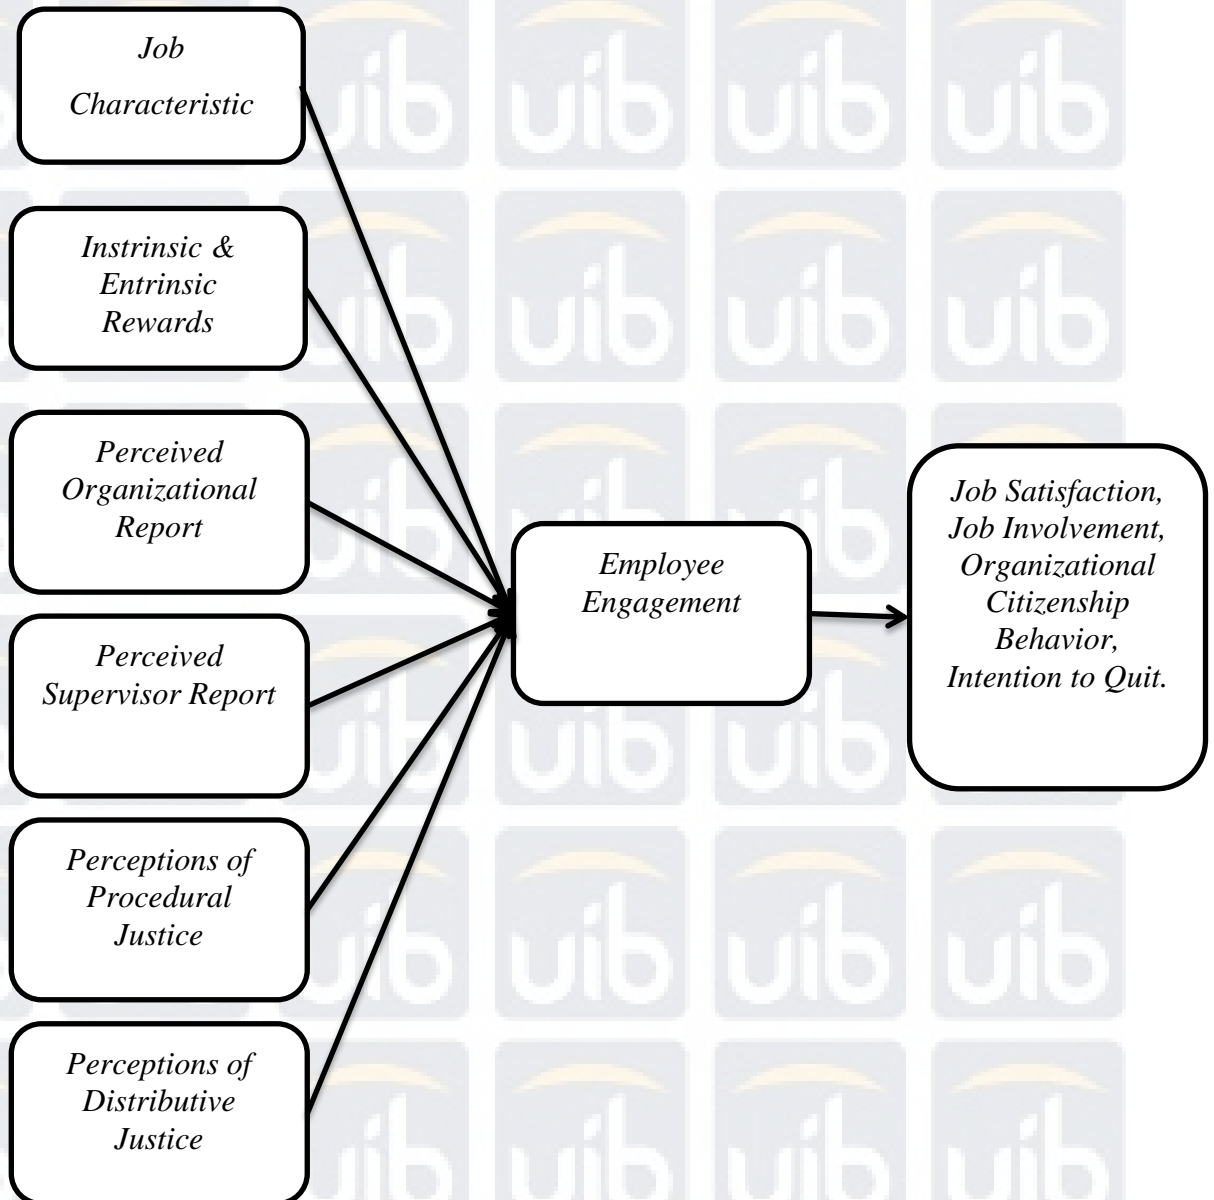 Job
Characteristic
Instrinsic &
Entrinsic
Rewards
Perceived
Organizational
Report
Perceived
Supervisor Report
Perceptions of
Procedural
Justice
Perceptions of
Distributive
Justice
Employee
Engagement
Job Satisfaction,
Job Involvement,
Organizational
Citizenship
Behavior,
Intention to Quit.
uib